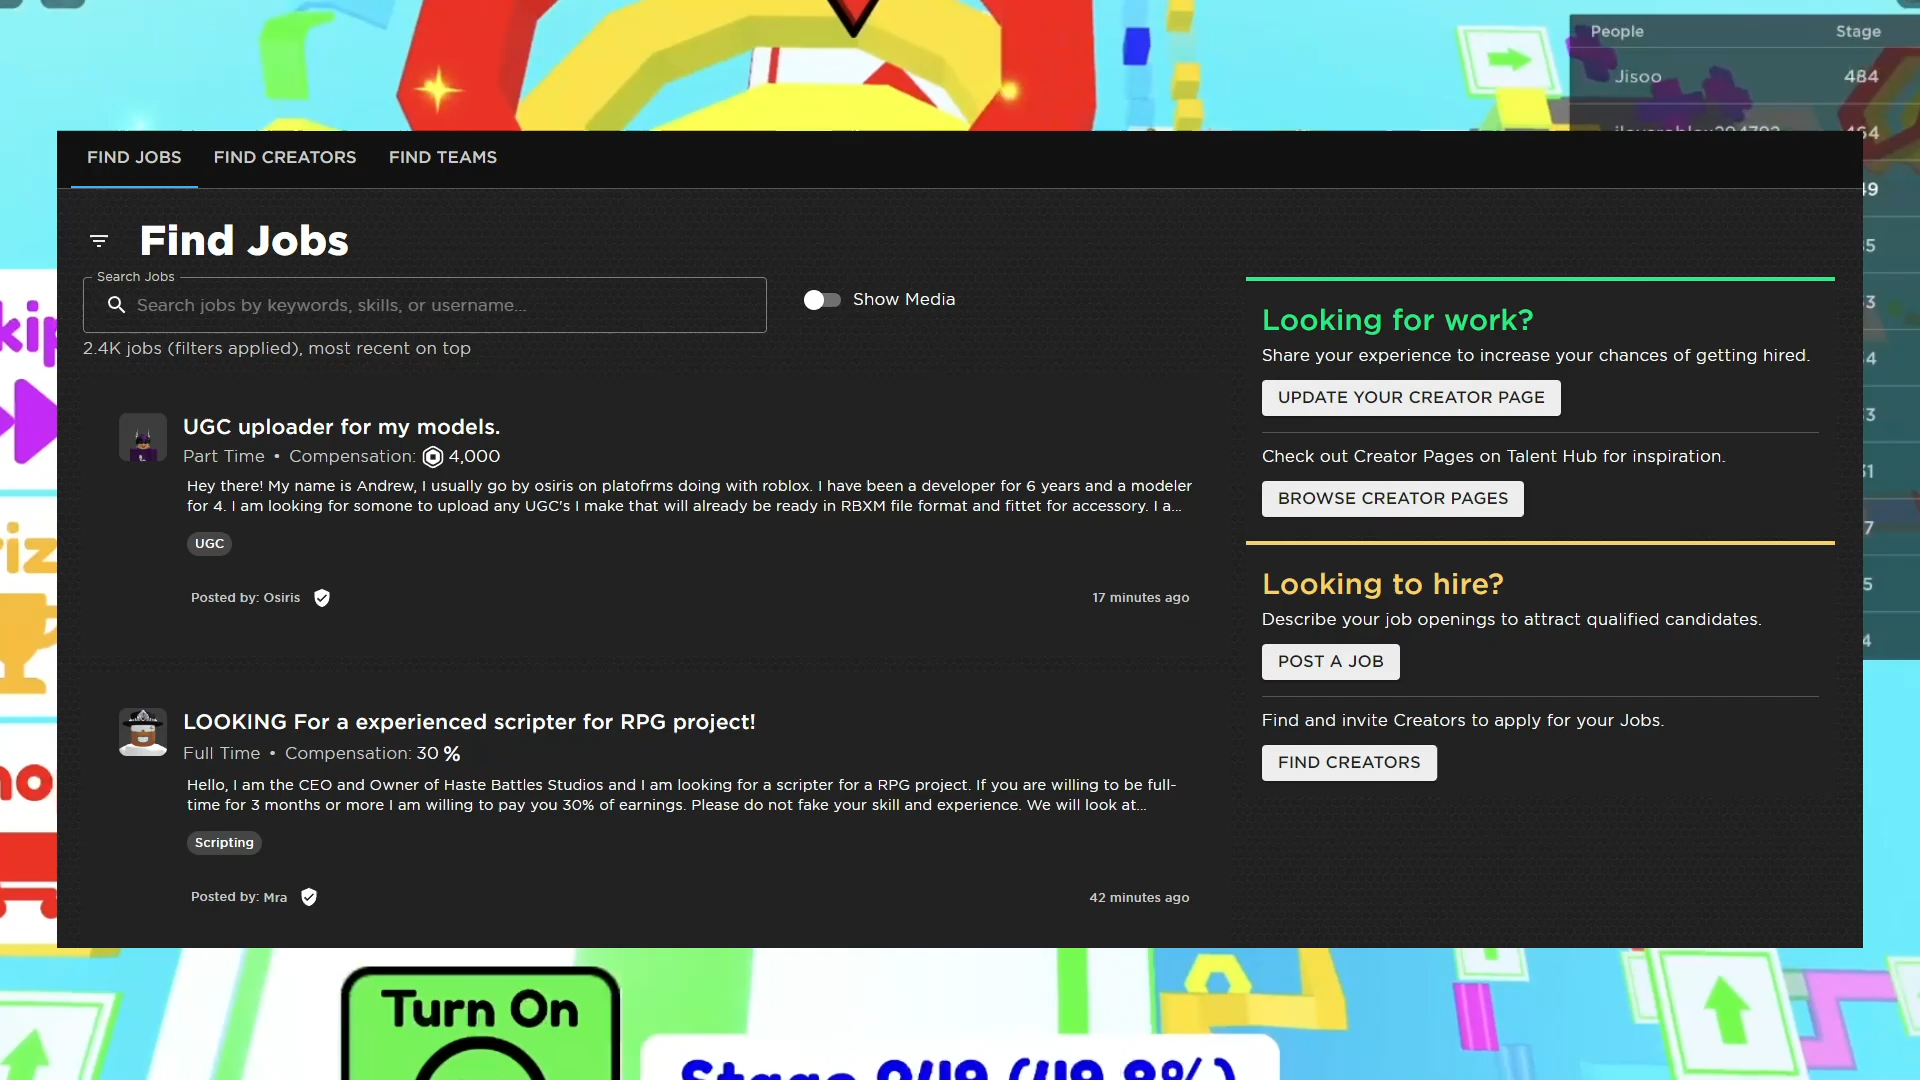 People Stage
Jisoo 484
FIND JOBS FIND CREATORS FIND TEAMS
Find Jobs
Search Jobs
Search jobs by keywords, skills, or username...
Show Media
2.4K jobs (filters applied), most recent on top
UGC uploader for my models.
Part Time • Compensation: 4,000
Hey there! My name is Andrew, I usually go by osiris on platofrms doing with roblox. I have been a developer for 6 years and a modeler
for 4. I am looking for somone to upload any UGC's I make that will already be ready in RBXM file format and fittet for accessory. I a...
UGC
Posted by: Osiris
17 minutes ago
LOOKING For a experienced scripter for RPG project!
Full Time • Compensation: 30 %
Hello, I am the CEO and Owner of Haste Battles Studios and I am looking for a scripter for a RPG project. If you are willing to be full-
time for 3 months or more I am willing to pay you 30% of earnings. Please do not fake your skill and experience. We will look at...
Scripting
Posted by: Mra
42 minutes ago
Looking for work?
Share your experience to increase your chances of getting hired.
UPDATE YOUR CREATOR PAGE
Check out Creator Pages on Talent Hub for inspiration.
BROWSE CREATOR PAGES
Looking to hire?
Describe your job openings to attract qualified candidates.
POST A JOB
Find and invite Creators to apply for your Jobs.
FIND CREATORS
Turn On